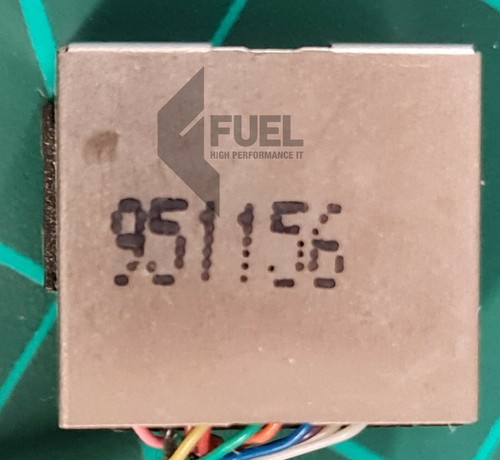 FUEL
HIGH PERFORMANCE IT
951156